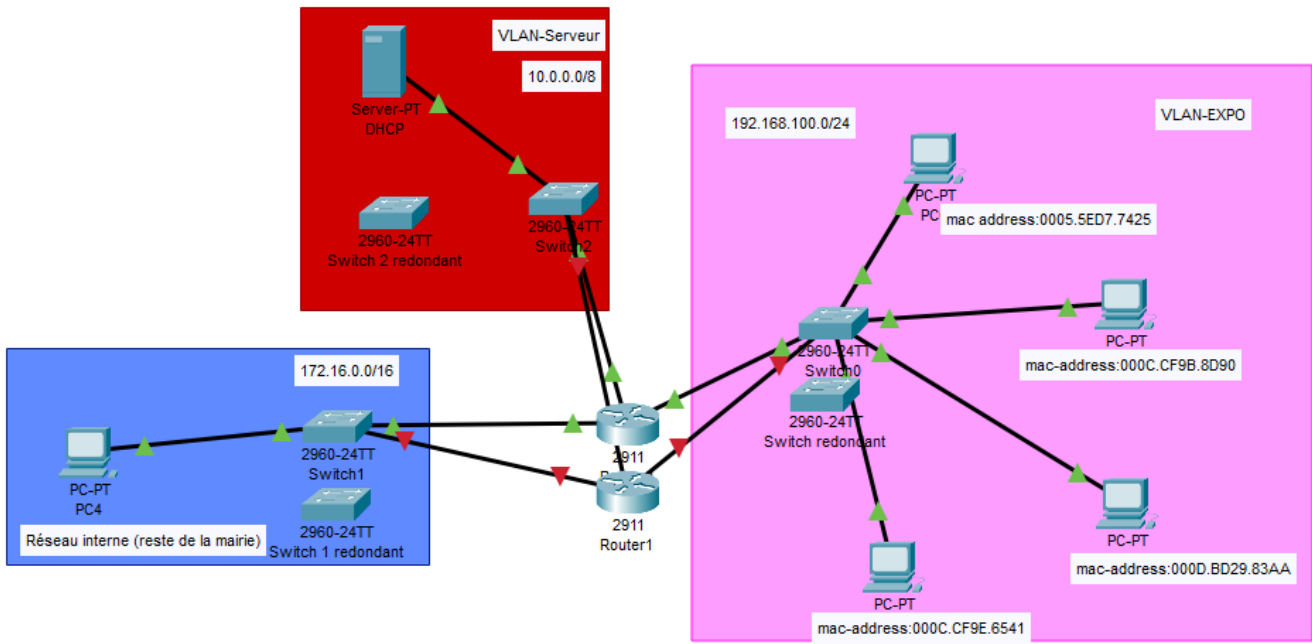 VLAN-Serveur
10.0.0.0/8
Server-PT
DHCP
2960-24TT
Switch2
2960-24TT
Switch 2 redondant
172.16.0.0/16
2960-24TT
Switch1
PC-PT
PC4
2960-24TT
Switch 1 redondant
Réseau interne (reste de la mairie)
2911
2911
Router1
192.168.100.0/24
VLAN-EXPO
PC-PT
mac address:0005.5ED7.7425
2960-24TT
Switch0
2960-24TT
Switch redondant
PC-PT
mac-address:000C.CF9B.8D90
PC-PT
mac-address:000D.BD29.83AA
PC-PT
mac-address:000C.CF9E.6541